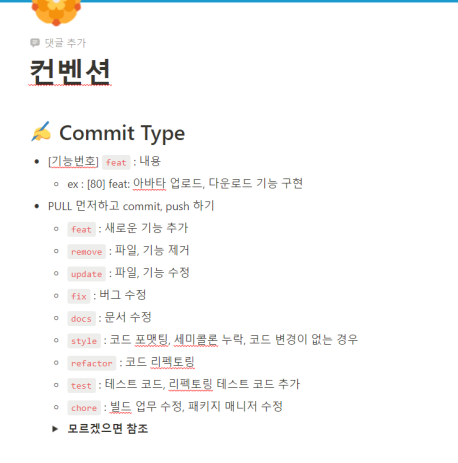 댓글 추가
컨벤션
✍️ Commit Type
• [기능번호] feat : 내용
◦ ex : [80] feat: 아바타 업로드, 다운로드 기능 구현
• PULL 먼저하고 commit, push 하기
◦ feat : 새로운 기능 추가
◦ remove : 파일, 기능 제거
◦ update : 파일, 기능 수정
◦ fix : 버그 수정
◦ docs : 문서 수정
◦ style : 코드 포맷팅, 세미콜론 누락, 코드 변경이 없는 경우
◦ refactor : 코드 리펙토링
◦ test : 테스트 코드, 리펙토링 테스트 코드 추가
◦ chore : 빌드 업무 수정, 패키지 매니저 수정
▶ 모르겠으면 참조